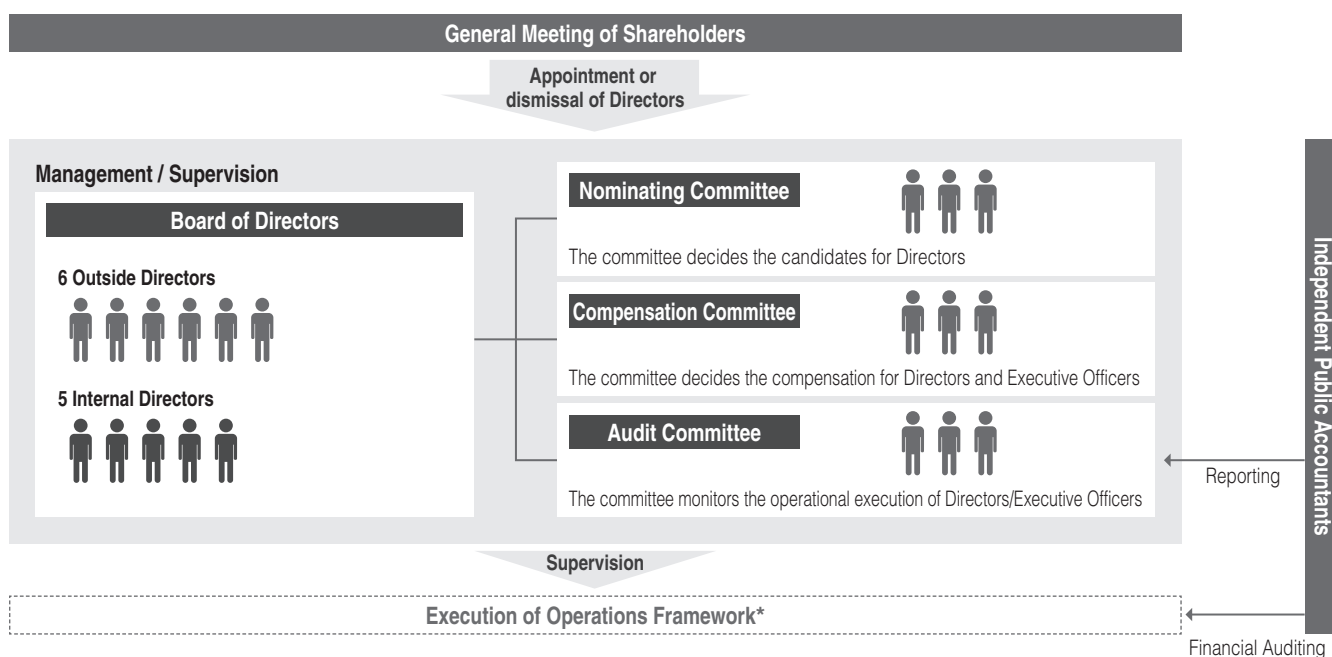 General Meeting of Shareholders
Appointment or
dismissal of Directors
Management / Supervision
Board of Directors
6 Outside Directors
5 Internal Directors
Nominating Committee
The committee decides the candidates for Directors
Compensation Committee
The committee decides the compensation for Directors and Executive Officers
Audit Committee
The committee monitors the operational execution of Directors/Executive Officers
Independent Public Accountants
Reporting
Supervision
Execution of Operations Framework*
Financial Auditing